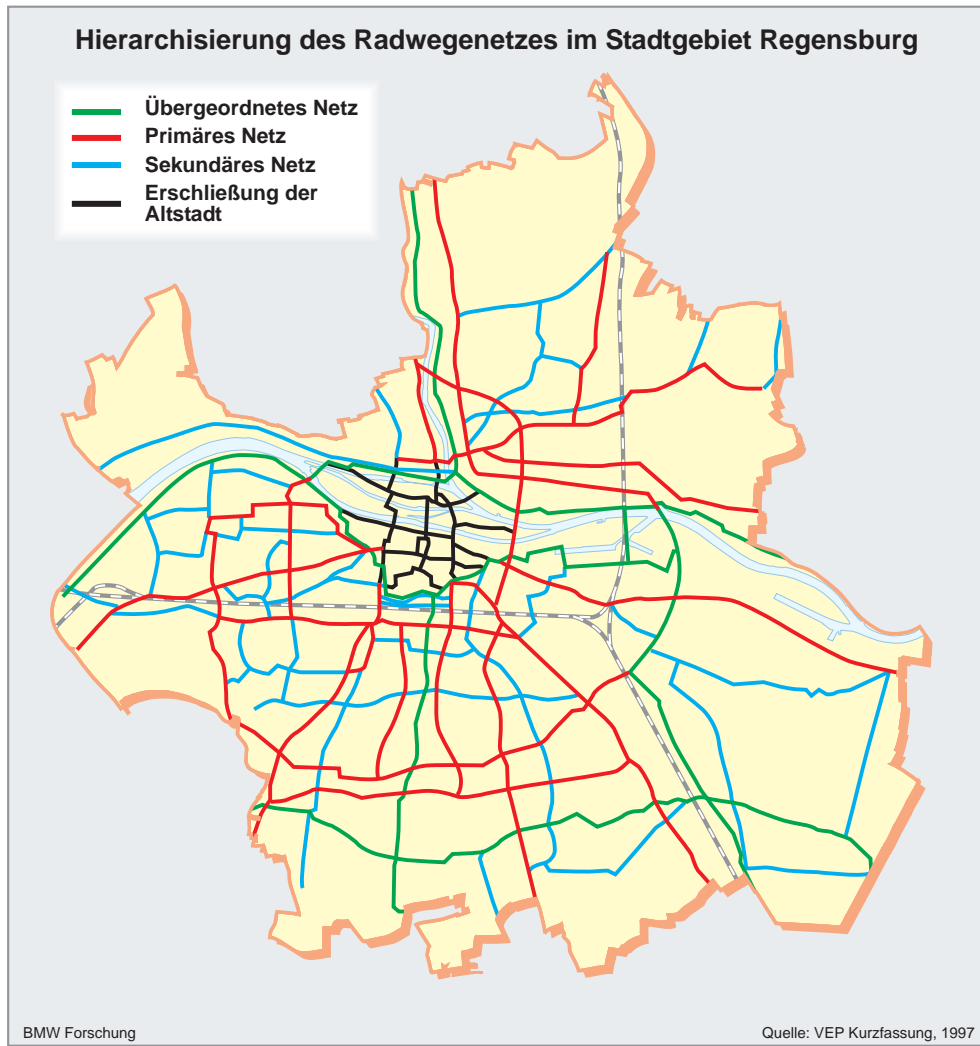 Hierarchisierung des Radwegenetzes im Stadtgebiet Regensburg
Übergeordnetes Netz
Primäres Netz
Sekundäres Netz
Erschließung der
Altstadt
BMW Forschung
Quelle: VEP Kurzfassung, 1997